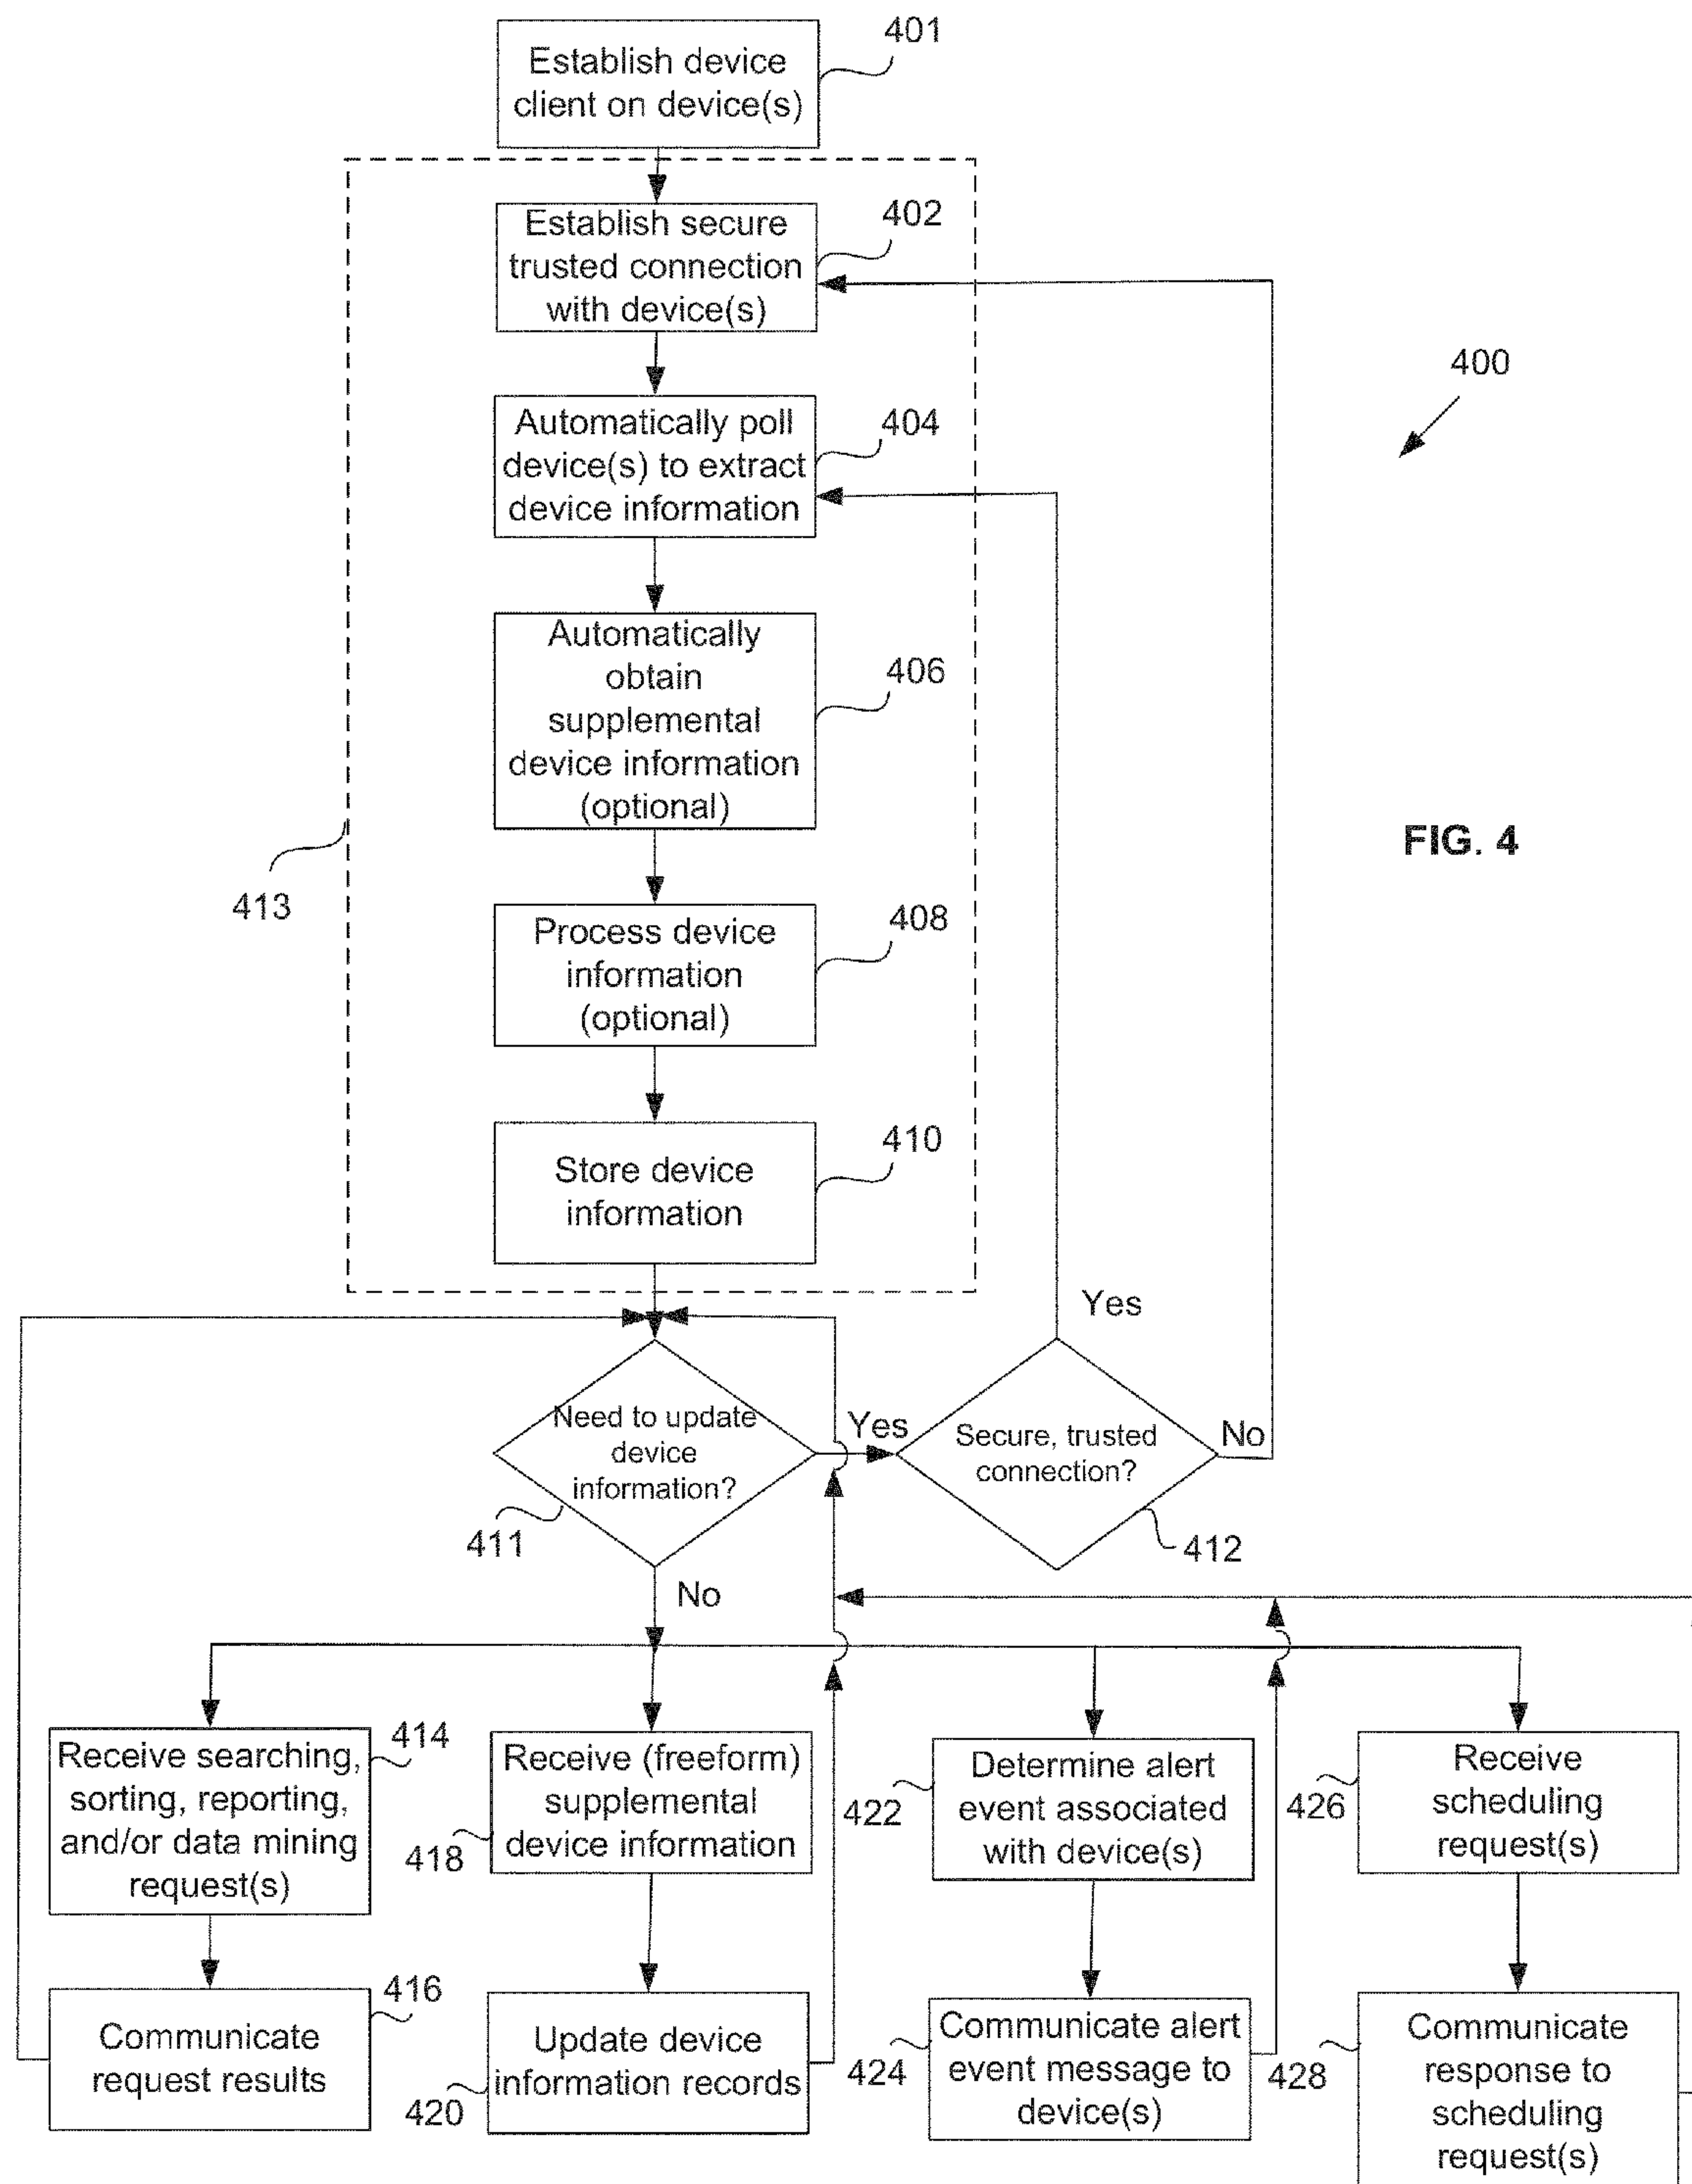 401
Establish device
client on device(s)
402
Establish secure
trusted connection
with device(s)
400
404
Automatically poll
device(s) to extract
device information
406
Automatically
obtain
supplemental
device information
(optional)
FIG. 4
413
408
Process device
information
(optional)
410
Store device
information
Yes
Need to update
device
information?
Yes
Secure, trusted
connection?
No
411
412
No
414
Receive searching,
sorting, reporting,
and/or data mining
request(s)
418
Receive (freeform)
supplemental
device information
422
Determine alert
event associated
with device(s)
426
Receive
scheduling
request(s)
416
Communicate
request results
420
Update device
information records
424
Communicate alert
event message to
device(s)
428
Communicate
response to
scheduling
request(s)